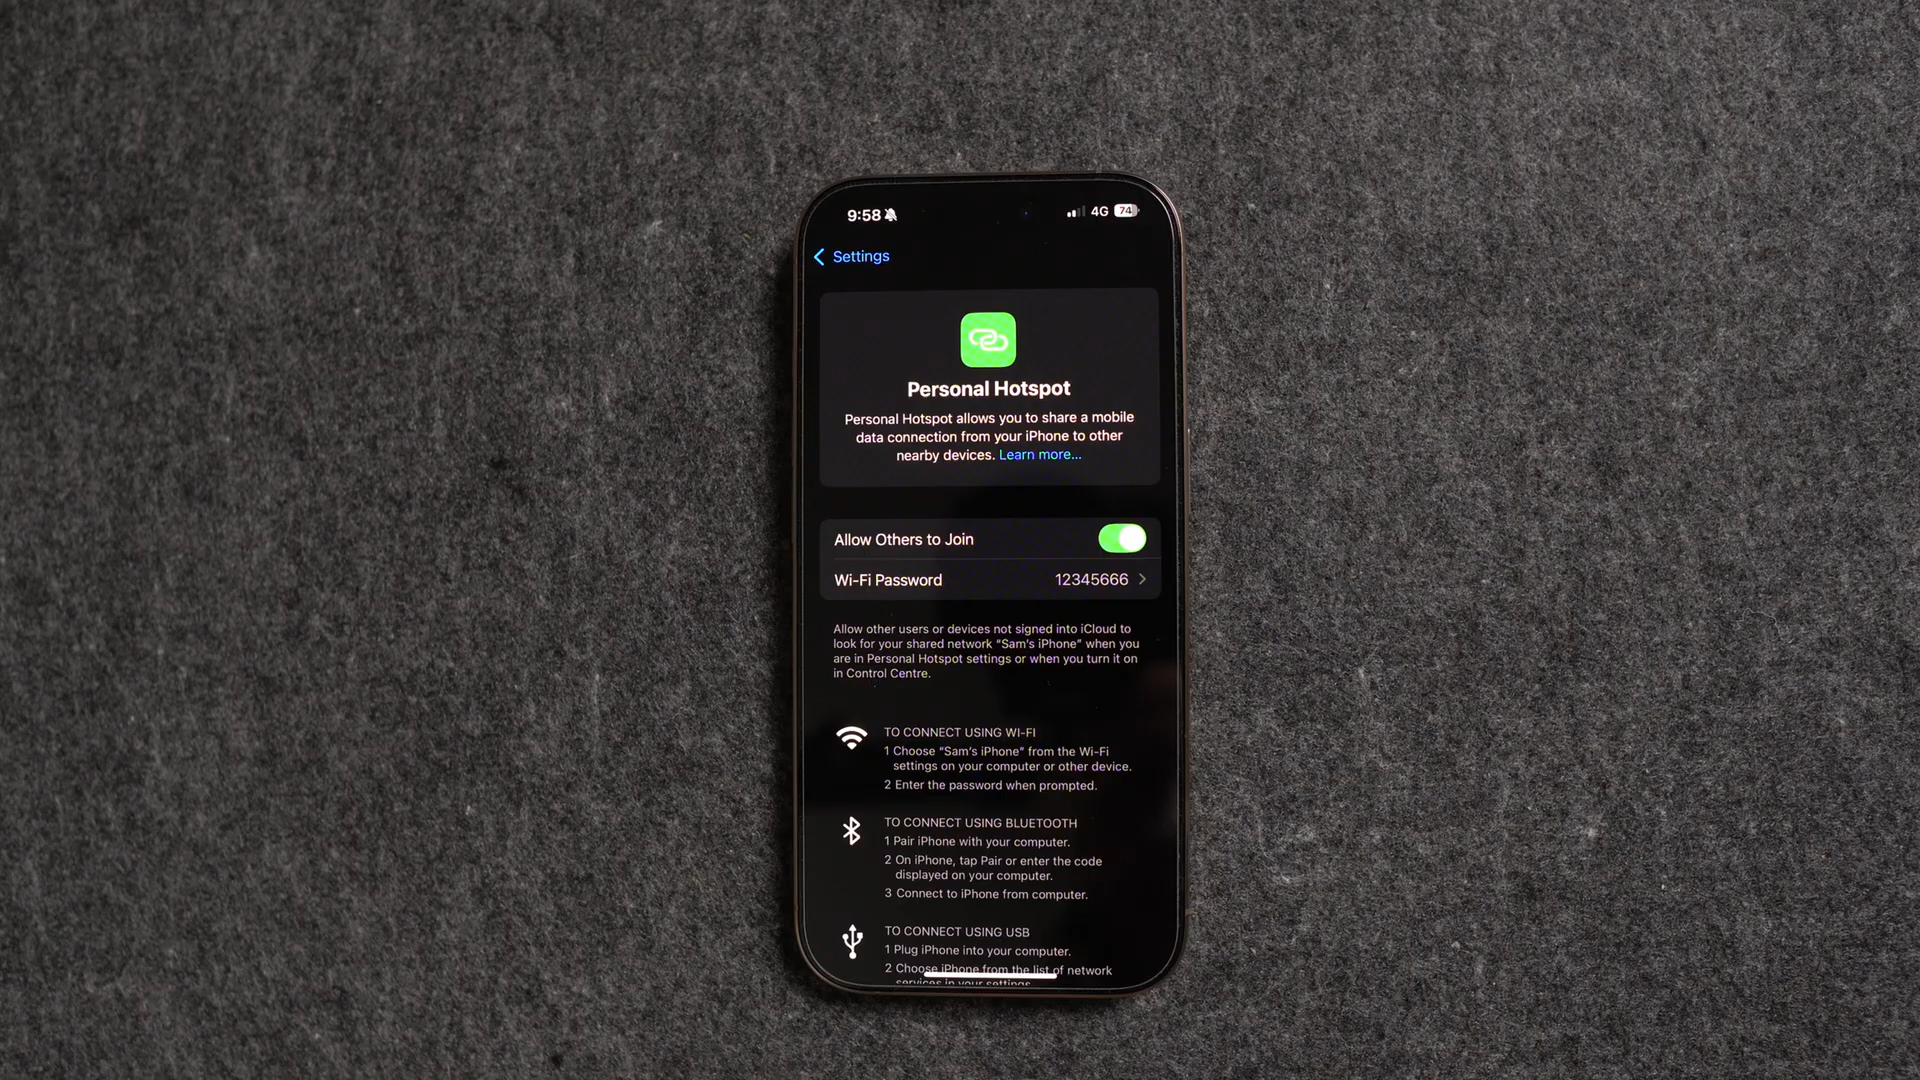 9:58 4G 74
Settings
Personal Hotspot
Personal Hotspot allows you to share a mobile
data connection from your iPhone to other
nearby devices. Learn more...
Allow Others to Join
Wi-Fi Password 12345666
Allow other users or devices not signed into iCloud to
look for your shared network “Sam’s iPhone” when you
are in Personal Hotspot settings or when you turn it on
in Control Centre.
TO CONNECT USING WI-FI
1 Choose “Sam’s iPhone” from the Wi-Fi
settings on your computer or other device.
2 Enter the password when prompted.
TO CONNECT USING BLUETOOTH
1 Pair iPhone with your computer.
2 On iPhone, tap Pair or enter the code
displayed on your computer.
3 Connect to iPhone from computer.
TO CONNECT USING USB
1 Plug iPhone into your computer.
2 Choose iPhone from the list of network
services in your settings.